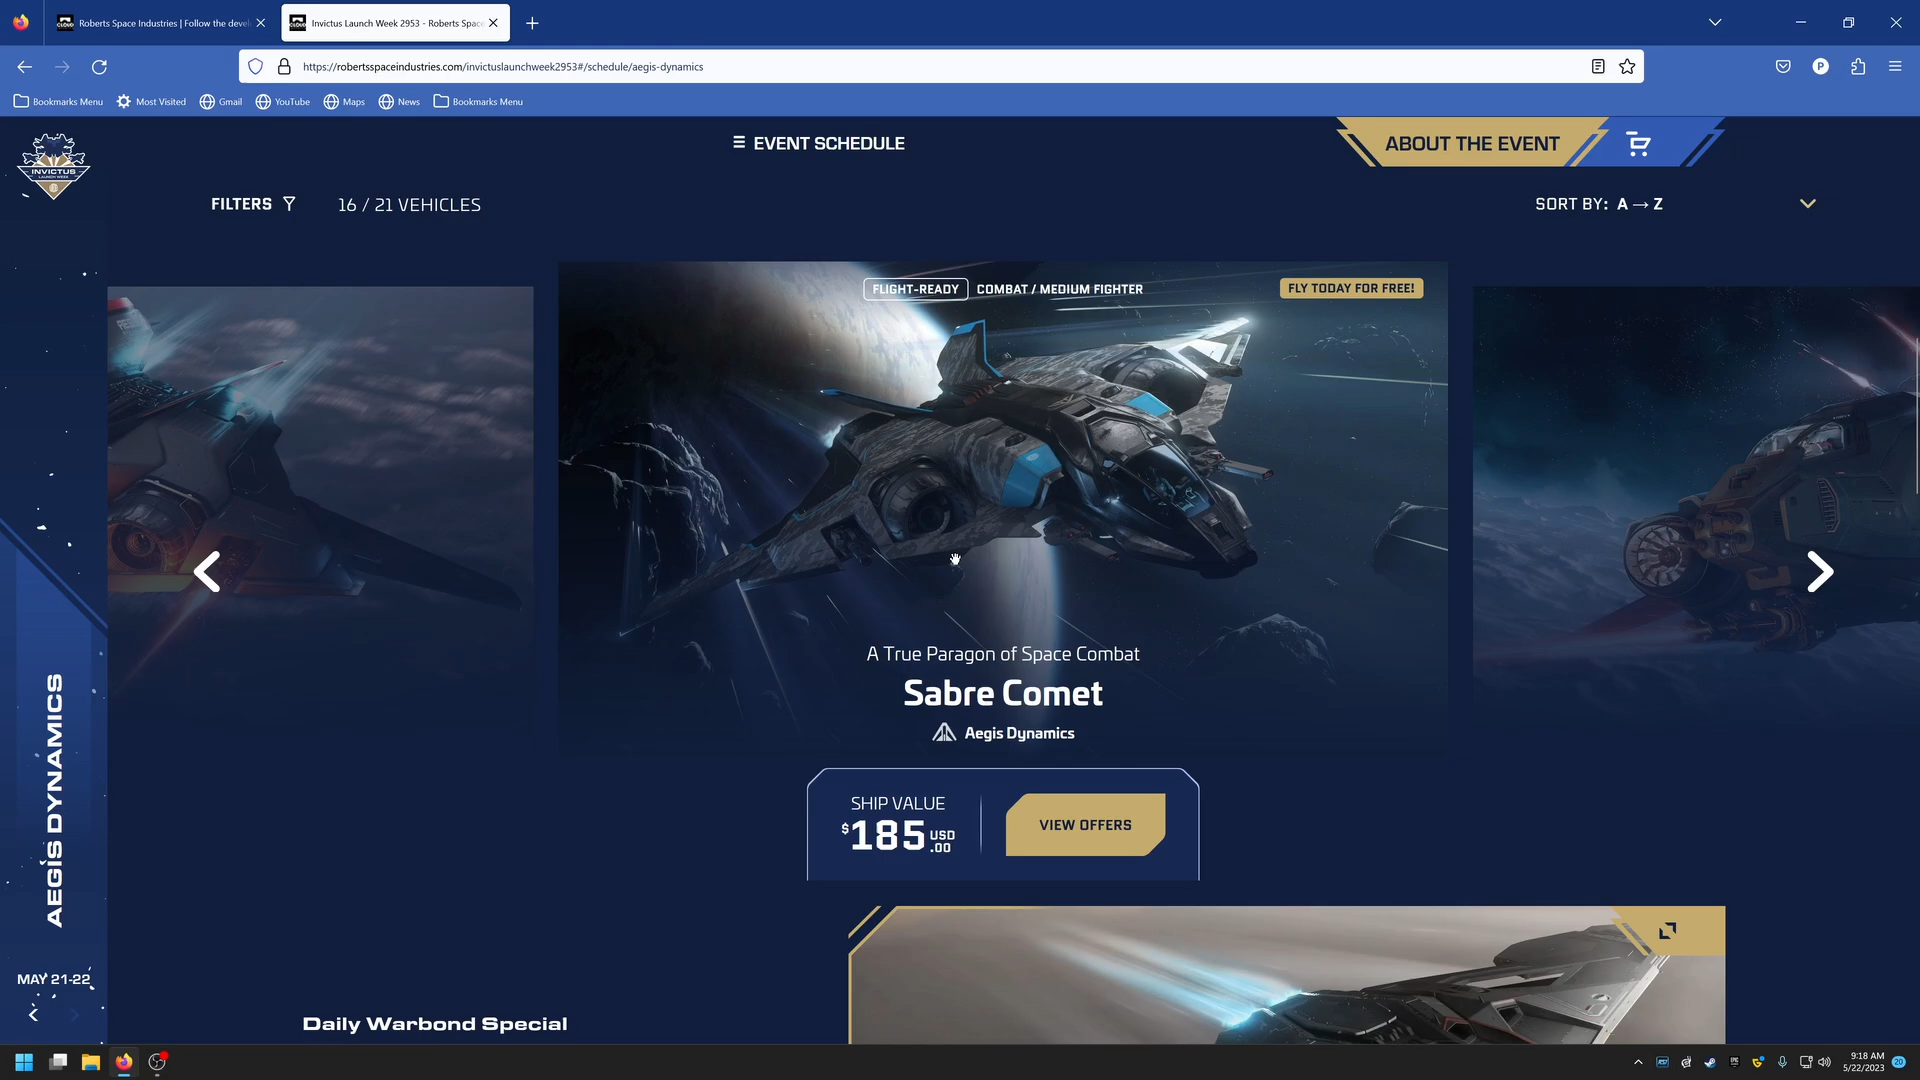 Roberts Space Industries | Follow the deve
Invictus Launch Week 2953 - Roberts Space
https://robertsspaceindustries.com/invictuslaunchweek2953#/schedule/aegis-dynamics
P
Bookmarks Menu
Most Visited
Gmail
YouTube
Maps
News
Bookmarks Menu
INVICTUS
LAUNCH WEEK
EVENT SCHEDULE
ABOUT THE EVENT
FILTERS
16 / 21 VEHICLES
SORT BY: A → Z
FLIGHT-READY
COMBAT / MEDIUM FIGHTER
FLY TODAY FOR FREE!
A True Paragon of Space Combat
Sabre Comet
Aegis Dynamics
SHIP VALUE
$185 USD .00
VIEW OFFERS
AEGIS DYNAMICS
MAY 21-22
Daily Warbond Special
9:18 AM
5/22/2023
20